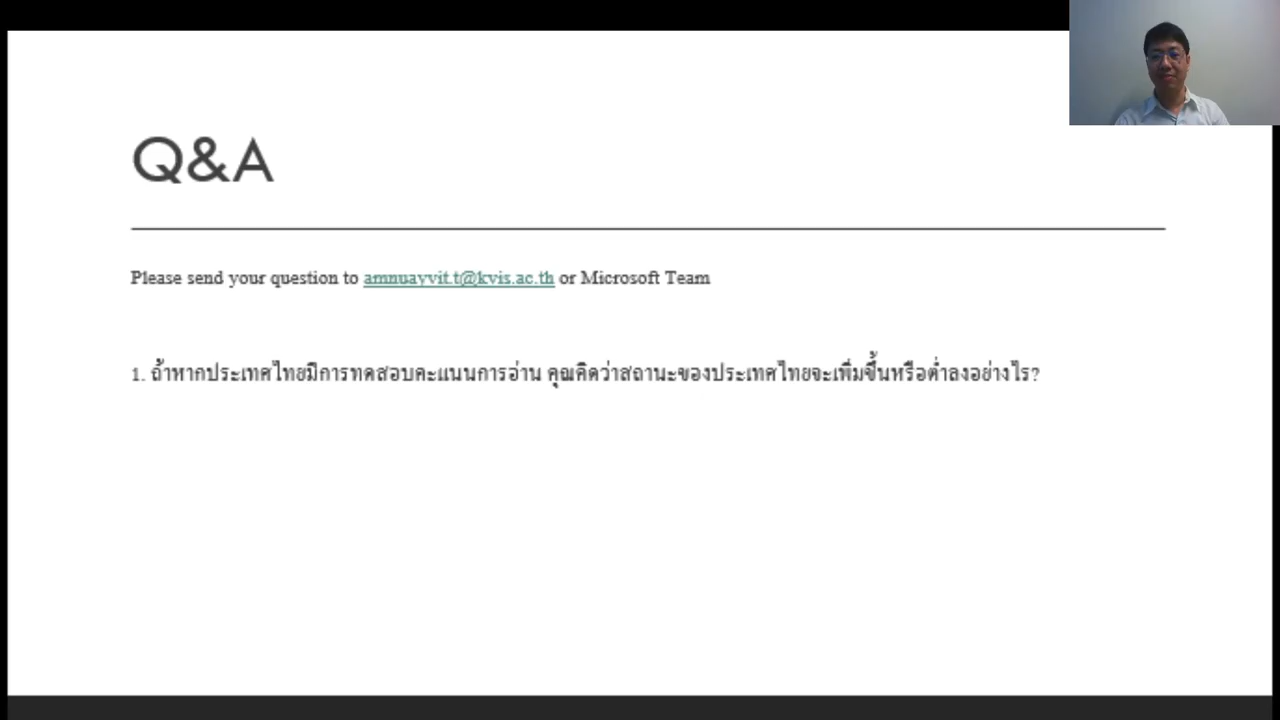 Q&A
Please send your question to amnuayvit.t@kvis.ac.th or Microsoft Team
1. ถ้าหากประเทศไทยมีการทดสอบคะแนนการอ่าน คุณคิดว่าสถานะของประเทศไทยจะเพิ่มขึ้นหรือต่ำลงอย่างไร?